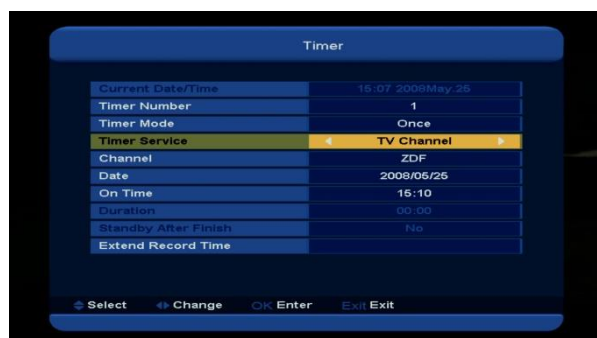 Timer
Current Date/Time 15:07 2008May.25
Timer Number 1
Timer Mode Once
Timer Service TV Channel
Channel ZDF
Date 2008/05/25
On Time 15:10
Duration 00:00
Standby After Finish No
Extend Record Time
Select Change OK Enter Exit Exit